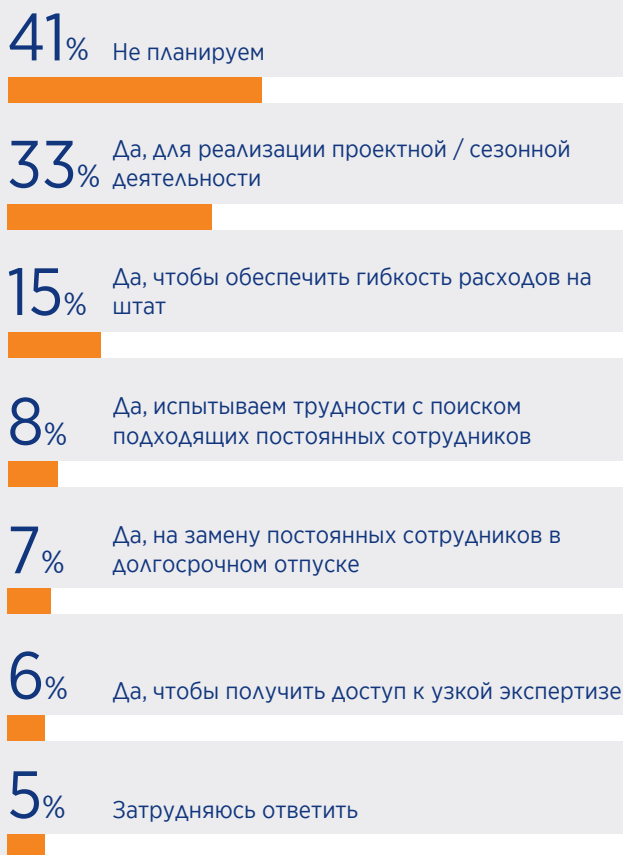 41% Не планируем
33% Да, для реализации проектной / сезонной
деятельности
15% Да, чтобы обеспечить гибкость расходов на
штат
8% Да, испытываем трудности с поиском
подходящих постоянных сотрудников
7% Да, на замену постоянных сотрудников в
долгосрочном отпуске
6% Да, чтобы получить доступ к узкой экспертизе
5% Затрудняюсь ответить